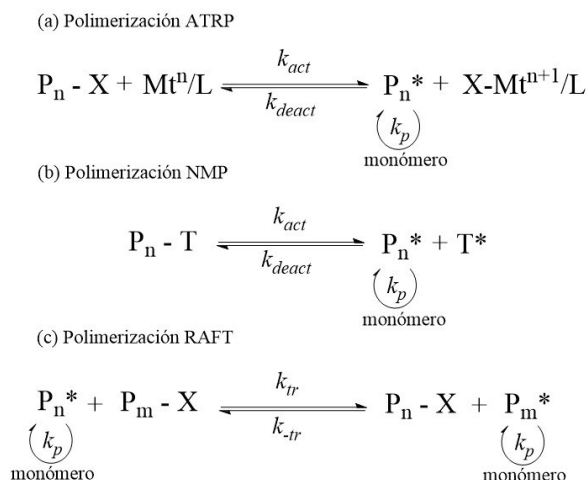 (a) Polimerización ATRP
k_act
P_n - X + Mt^n/L P_n* + X-Mt^{n+1}/L
k_deact
k_p
monómero
(b) Polimerización NMP
k_act
P_n - T P_n* + T*
k_deact
k_p
monómero
(c) Polimerización RAFT
k_tr
P_n* + P_m - X P_n - X + P_m*
k_-tr
k_p k_p
monómero monómero